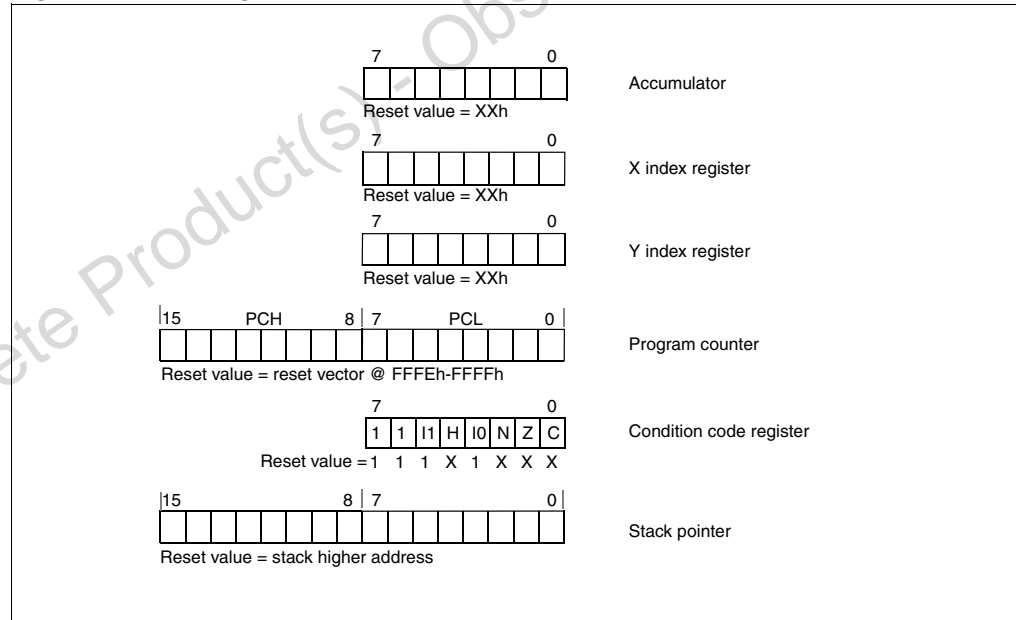 7 0
Accumulator
Reset value = XXh
7 0
X index register
Reset value = XXh
7 0
Y index register
Reset value = XXh
15 PCH 8 7 PCL 0
Program counter
Reset value = reset vector @ FFFEh-FFFFh
7 0
1 1 I1 H I0 N Z C
Condition code register
Reset value = 1 1 1 X 1 X X X
15 8 7 0
Stack pointer
Reset value = stack higher address
ete Product(s) - Obs